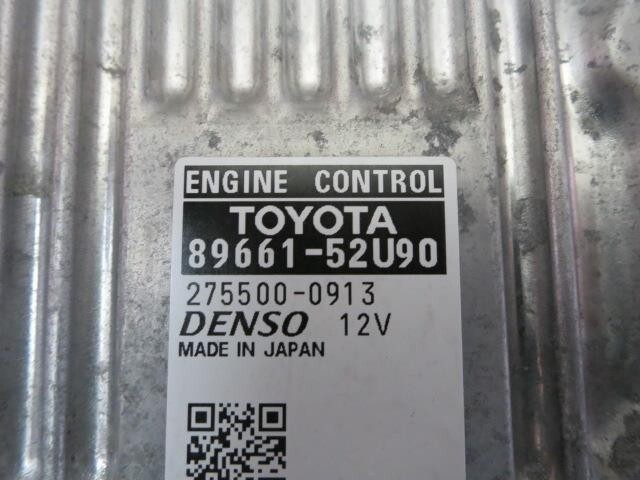 ENGINE CONTROL
TOYOTA
89661-52U90
275500-0913
DENSO 12V
MADE IN JAPAN